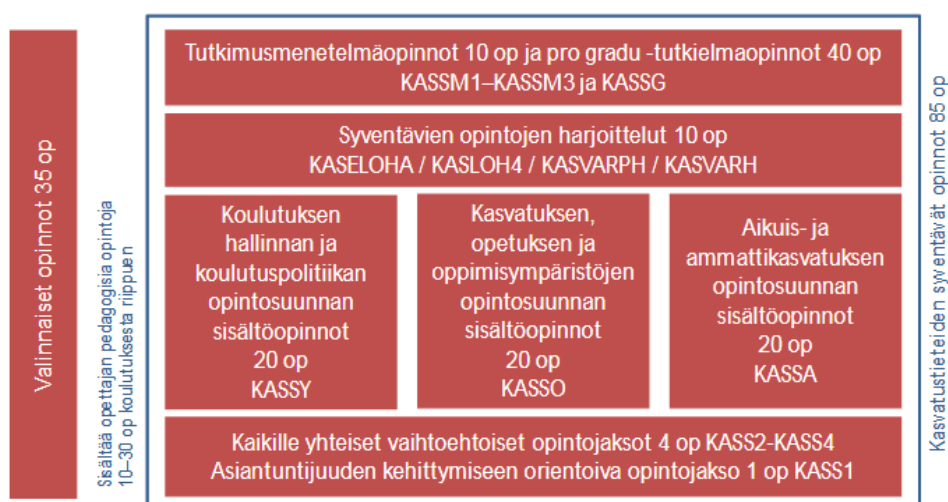 Valinnaiset opinnot 35 op
Sisältää opettajan pedagogisia opintoja
10–30 op koulutuksesta riippuen
Tutkimusmenetelmäopinnot 10 op ja pro gradu -tutkielmaopinnot 40 op
KASSM1–KASSM3 ja KASSG
Syventävien opintojen harjoittelut 10 op
KASELOHA / KASLOH4 / KASVARPH / KASVARH
Koulutuksen
hallinnan ja
koulutuspolitiikan
opintosuunnan
sisältöopinnot
20 op
KASSY
Kasvatuksen,
opetuksen ja
oppimisympäristöjen
opintosuunnan
sisältöopinnot
20 op
KASSO
Aikuis- ja
ammattikasvatuksen
opintosuunnan
sisältöopinnot
20 op
KASSA
Kaikille yhteiset vaihtoehtoiset opintojaksot 4 op KASS2-KASS4
Asiantuntijuuden kehittymiseen orientoiva opintojakso 1 op KASS1
Kasvatustieteiden syventävät opinnot 85 op